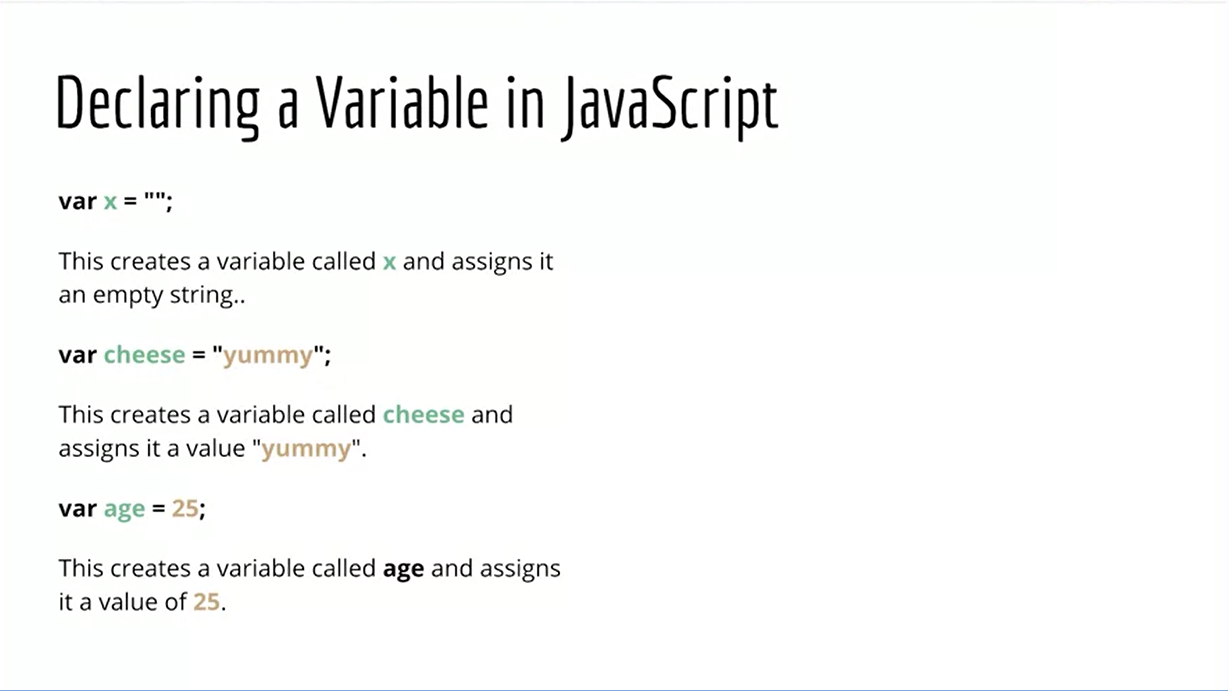 Declaring a Variable in JavaScript
var x = "";
This creates a variable called x and assigns it
an empty string..
var cheese = "yummy";
This creates a variable called cheese and
assigns it a value "yummy".
var age = 25;
This creates a variable called age and assigns
it a value of 25.